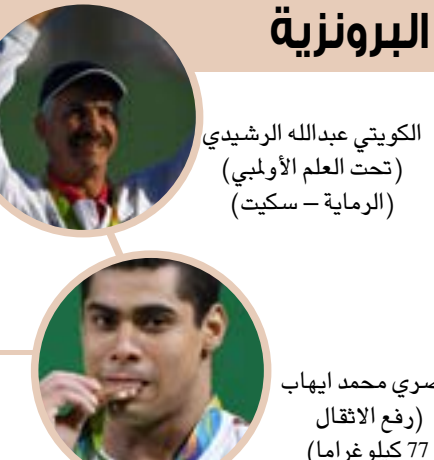 البرونزية
الكويتي عبدالله الرشيدي
(تحت العلم الأولمبي)
(الرماية – سكيت)
محمد ايهاب
(رفع الاثقال
77 كيلو غراما)